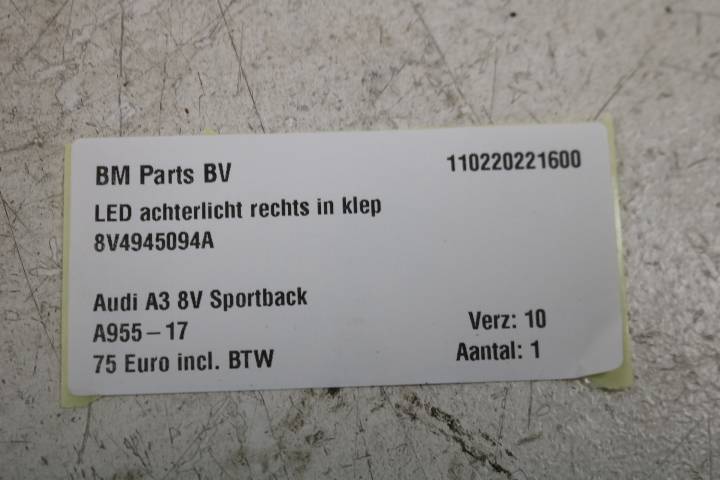 BM Parts BV
110220221600
LED achterlicht rechts in klep
8V4945094A
Audi A3 8V Sportback
A955-17
Verz: 10
75 Euro incl. BTW
Aantal: 1